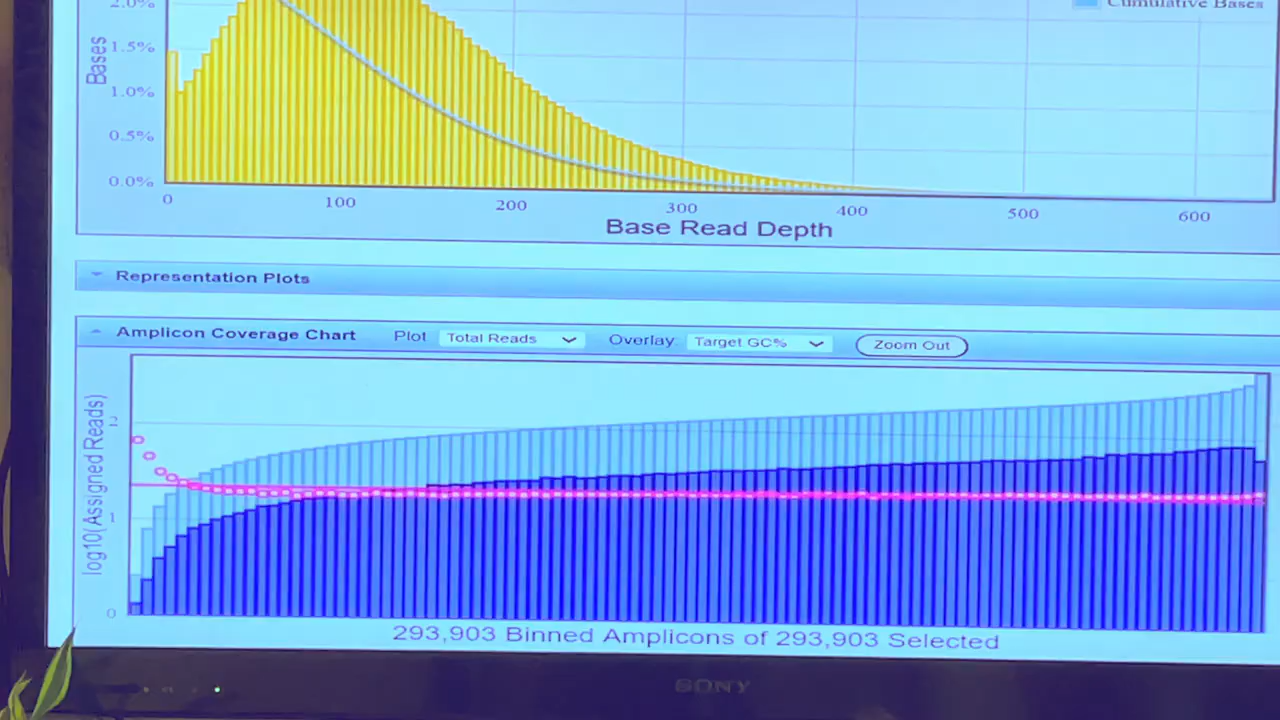 2.0%
Cumulative Bases
Bases
1.5%
1.0%
0.5%
0.0%
0 100 200 300 400 500 600
Base Read Depth
Representation Plots
Amplicon Coverage Chart Plot Total Reads Overlay Target GC% Zoom Out
log10(Assigned Reads)
2
1
0
293,903 Binned Amplicons of 293,903 Selected
SONY